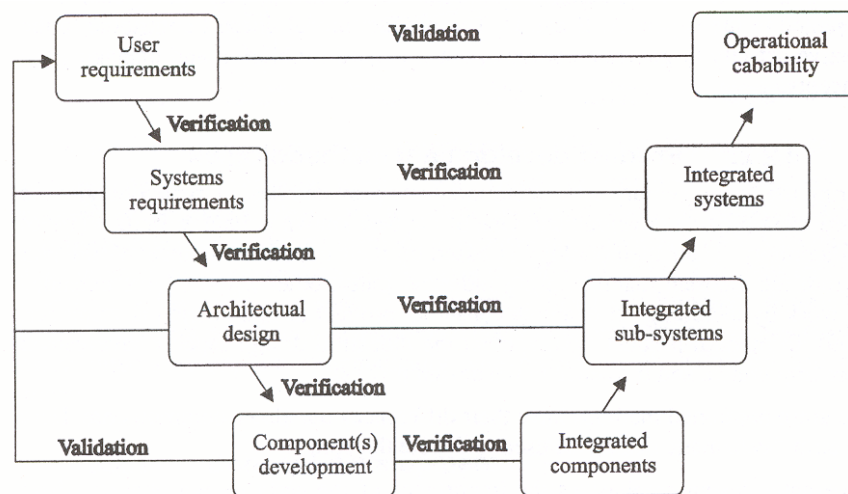 User
requirements
Validation
Operational
cabability
Verification
Systems
requirements
Verification
Integrated
systems
Verification
Architectual
design
Verification
Integrated
sub-systems
Verification
Validation
Component(s)
development
Verification
Integrated
components